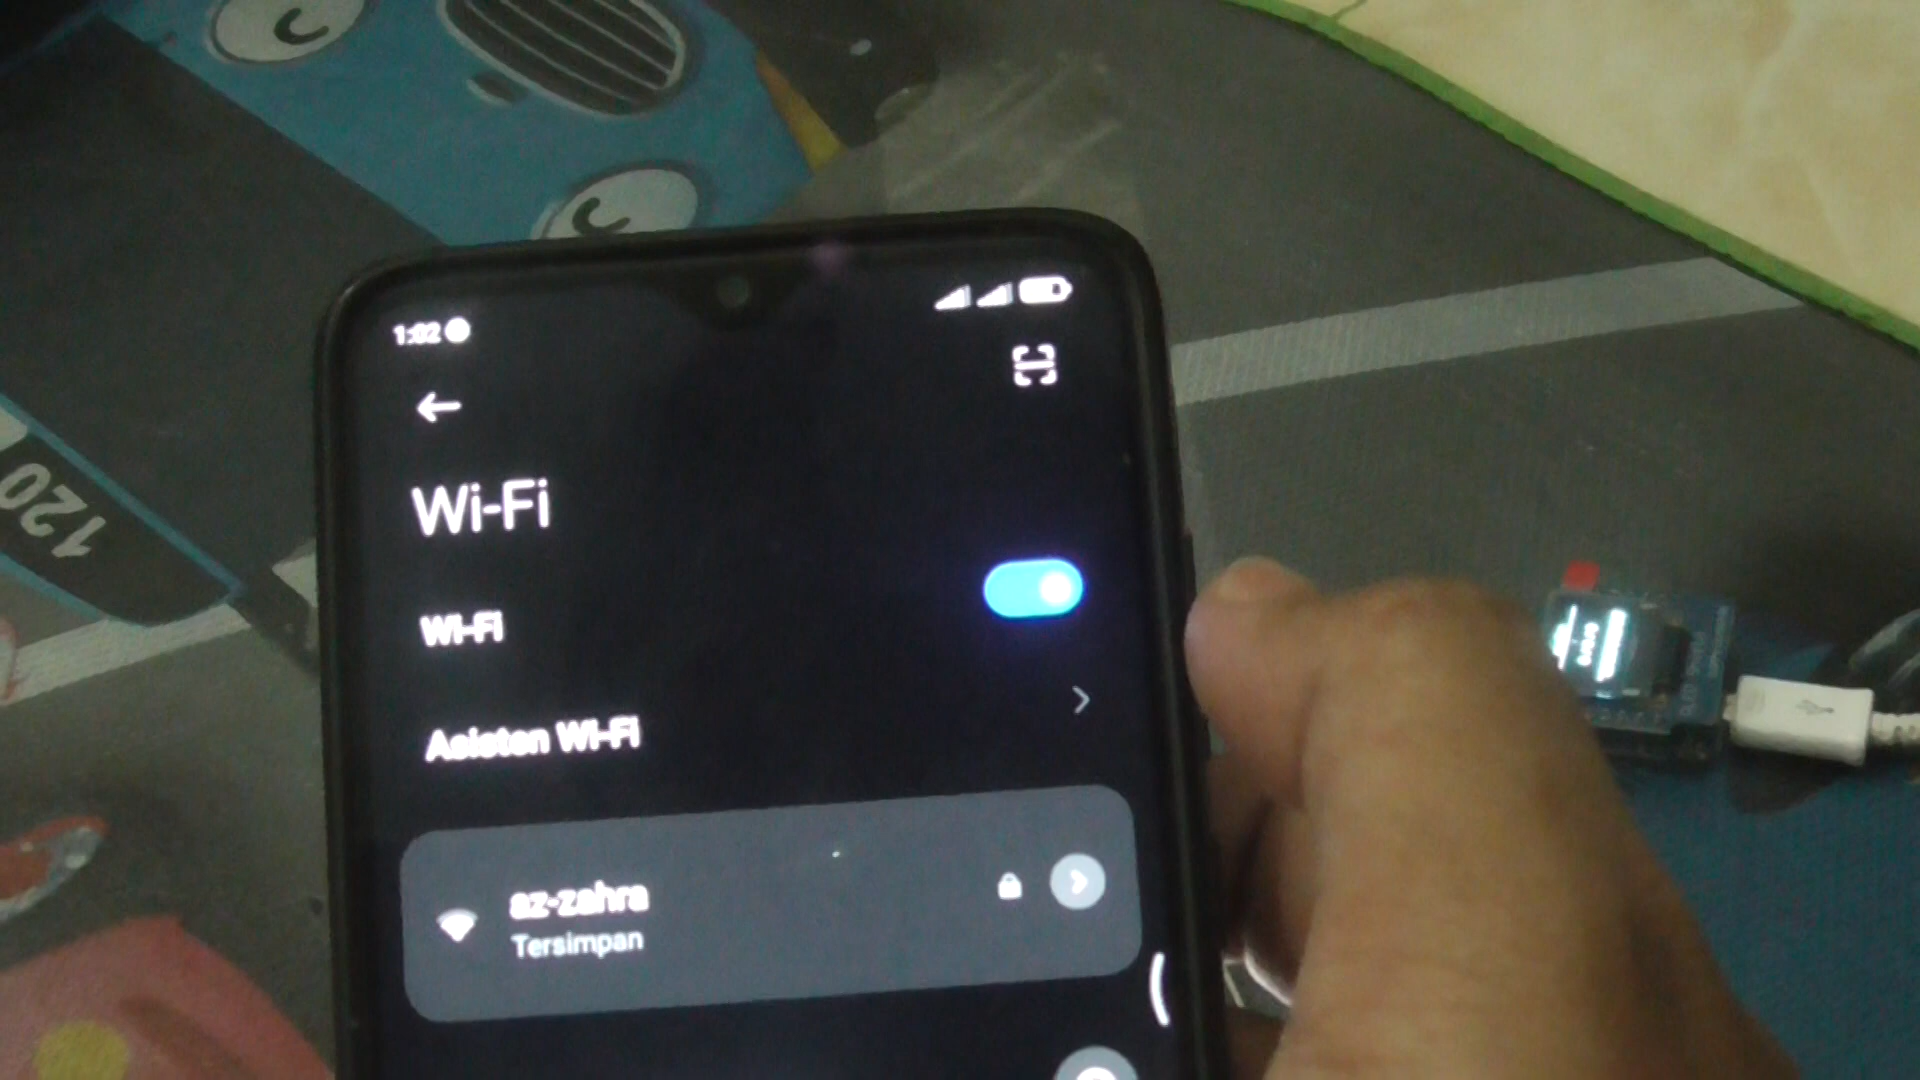 1:02
Wi-Fi
Wi-Fi
Asisten Wi-Fi
az-zahra
Tersimpan
120